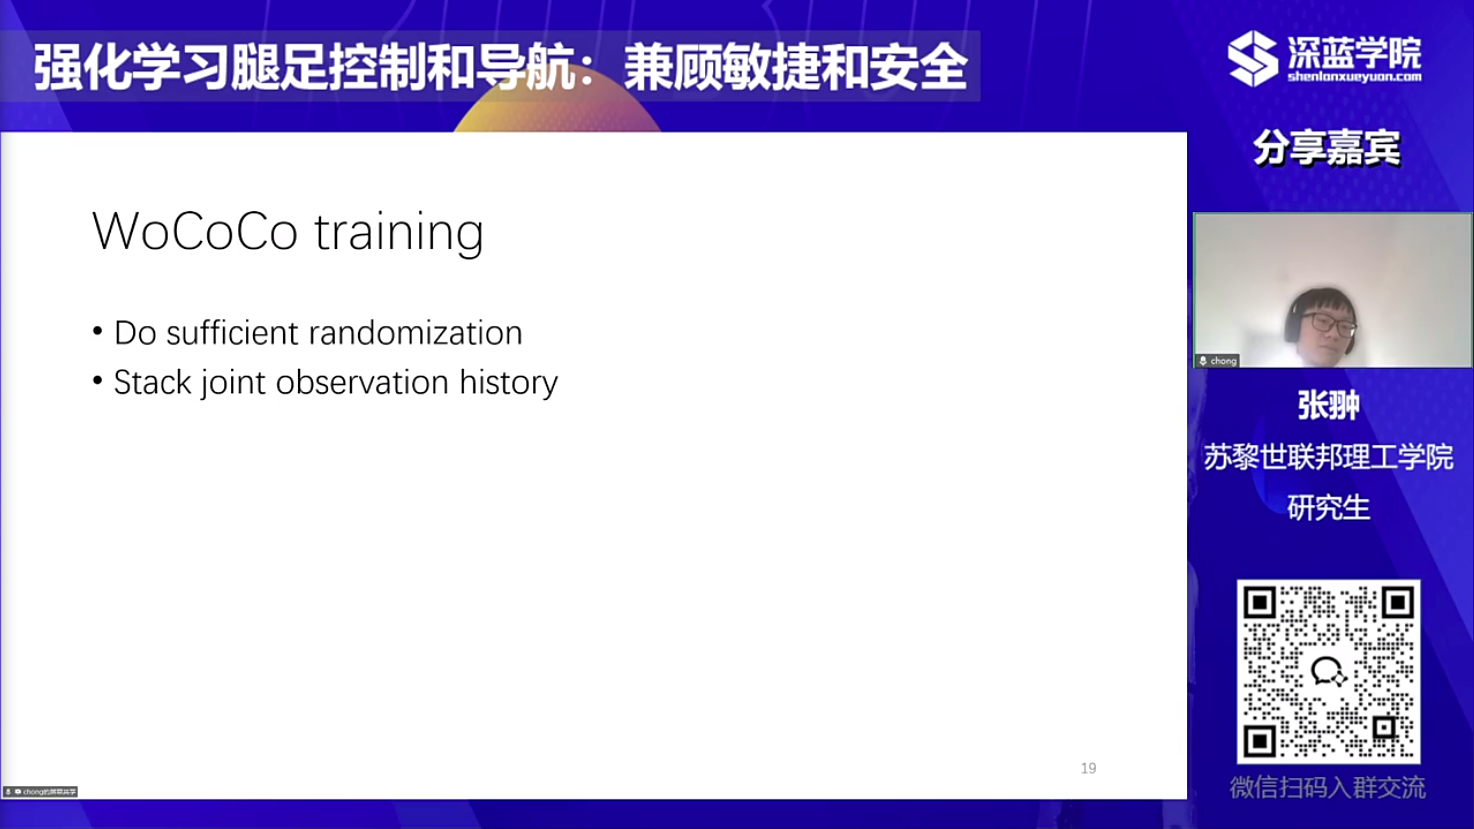 强化学习腿足控制和导航：兼顾敏捷和安全
深蓝学院
shenlanxueyuan.com
分享嘉宾
WoCoCo training
• Do sufficient randomization
• Stack joint observation history
chong
张翀
苏黎世联邦理工学院
研究生
微信扫码入群交流
19
chong的屏幕共享